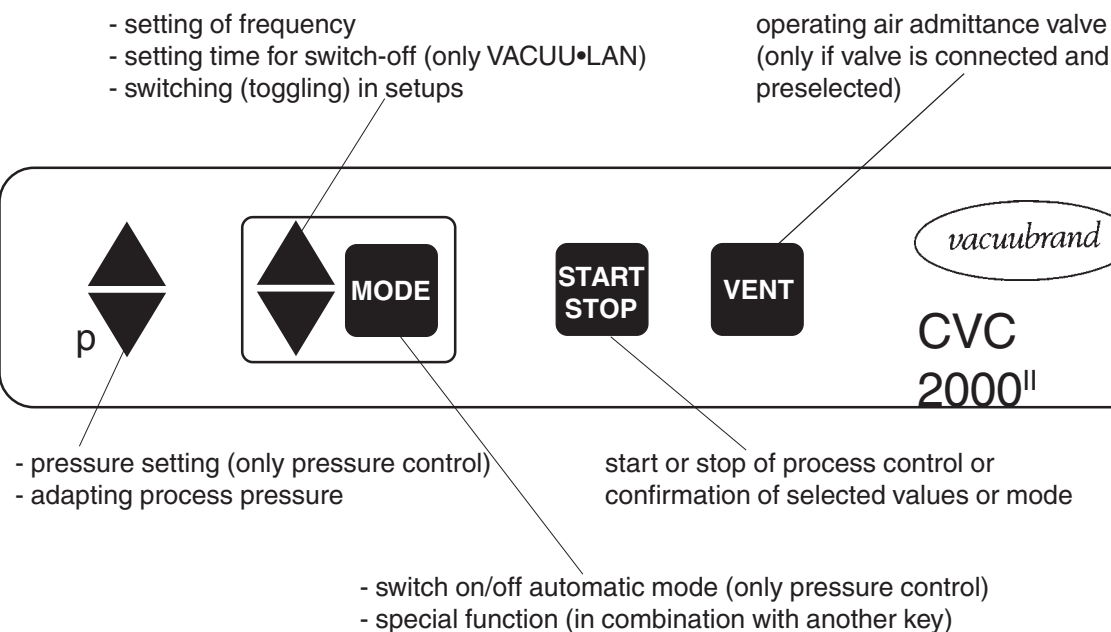 - setting of frequency
- setting time for switch-off (only VACUU•LAN)
- switching (toggling) in setups
operating air admittance valve
(only if valve is connected and
preselected)
p
MODE
START
STOP
VENT
vacuubrand
CVC
2000II
- pressure setting (only pressure control)
- adapting process pressure
start or stop of process control or
confirmation of selected values or mode
- switch on/off automatic mode (only pressure control)
- special function (in combination with another key)